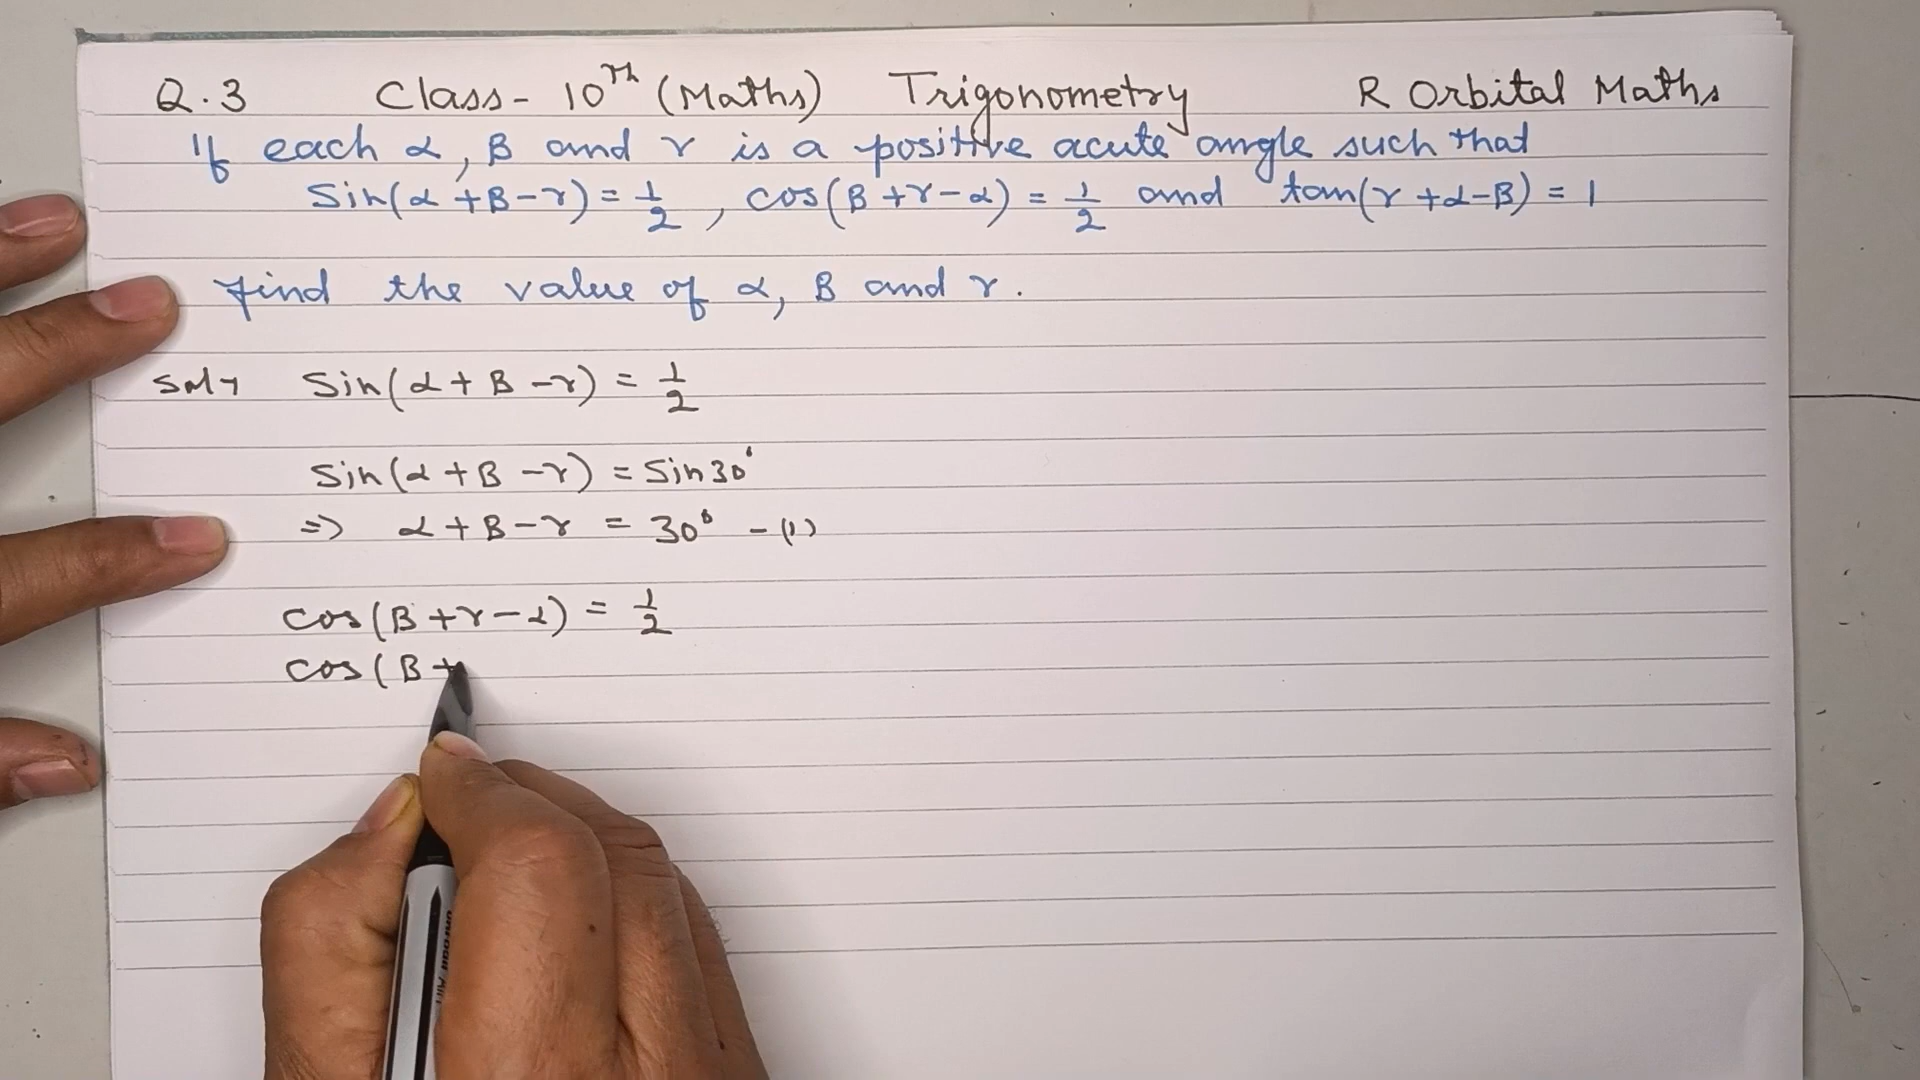 Q.3 Class- 10th (Maths) Trigonometry R Orbital Maths
If each α, β and γ is a positive acute angle such that
Sin(α+β-γ) = 1/2, cos(β+γ-α) = 1/2 and tan(γ+α-β) = 1
find the value of α, β and γ.
Soln Sin(α+β-γ) = 1/2
Sin(α+β-γ) = Sin30°
=> α+β-γ = 30° -(1)
cos(β+γ-α) = 1/2
cos(β+